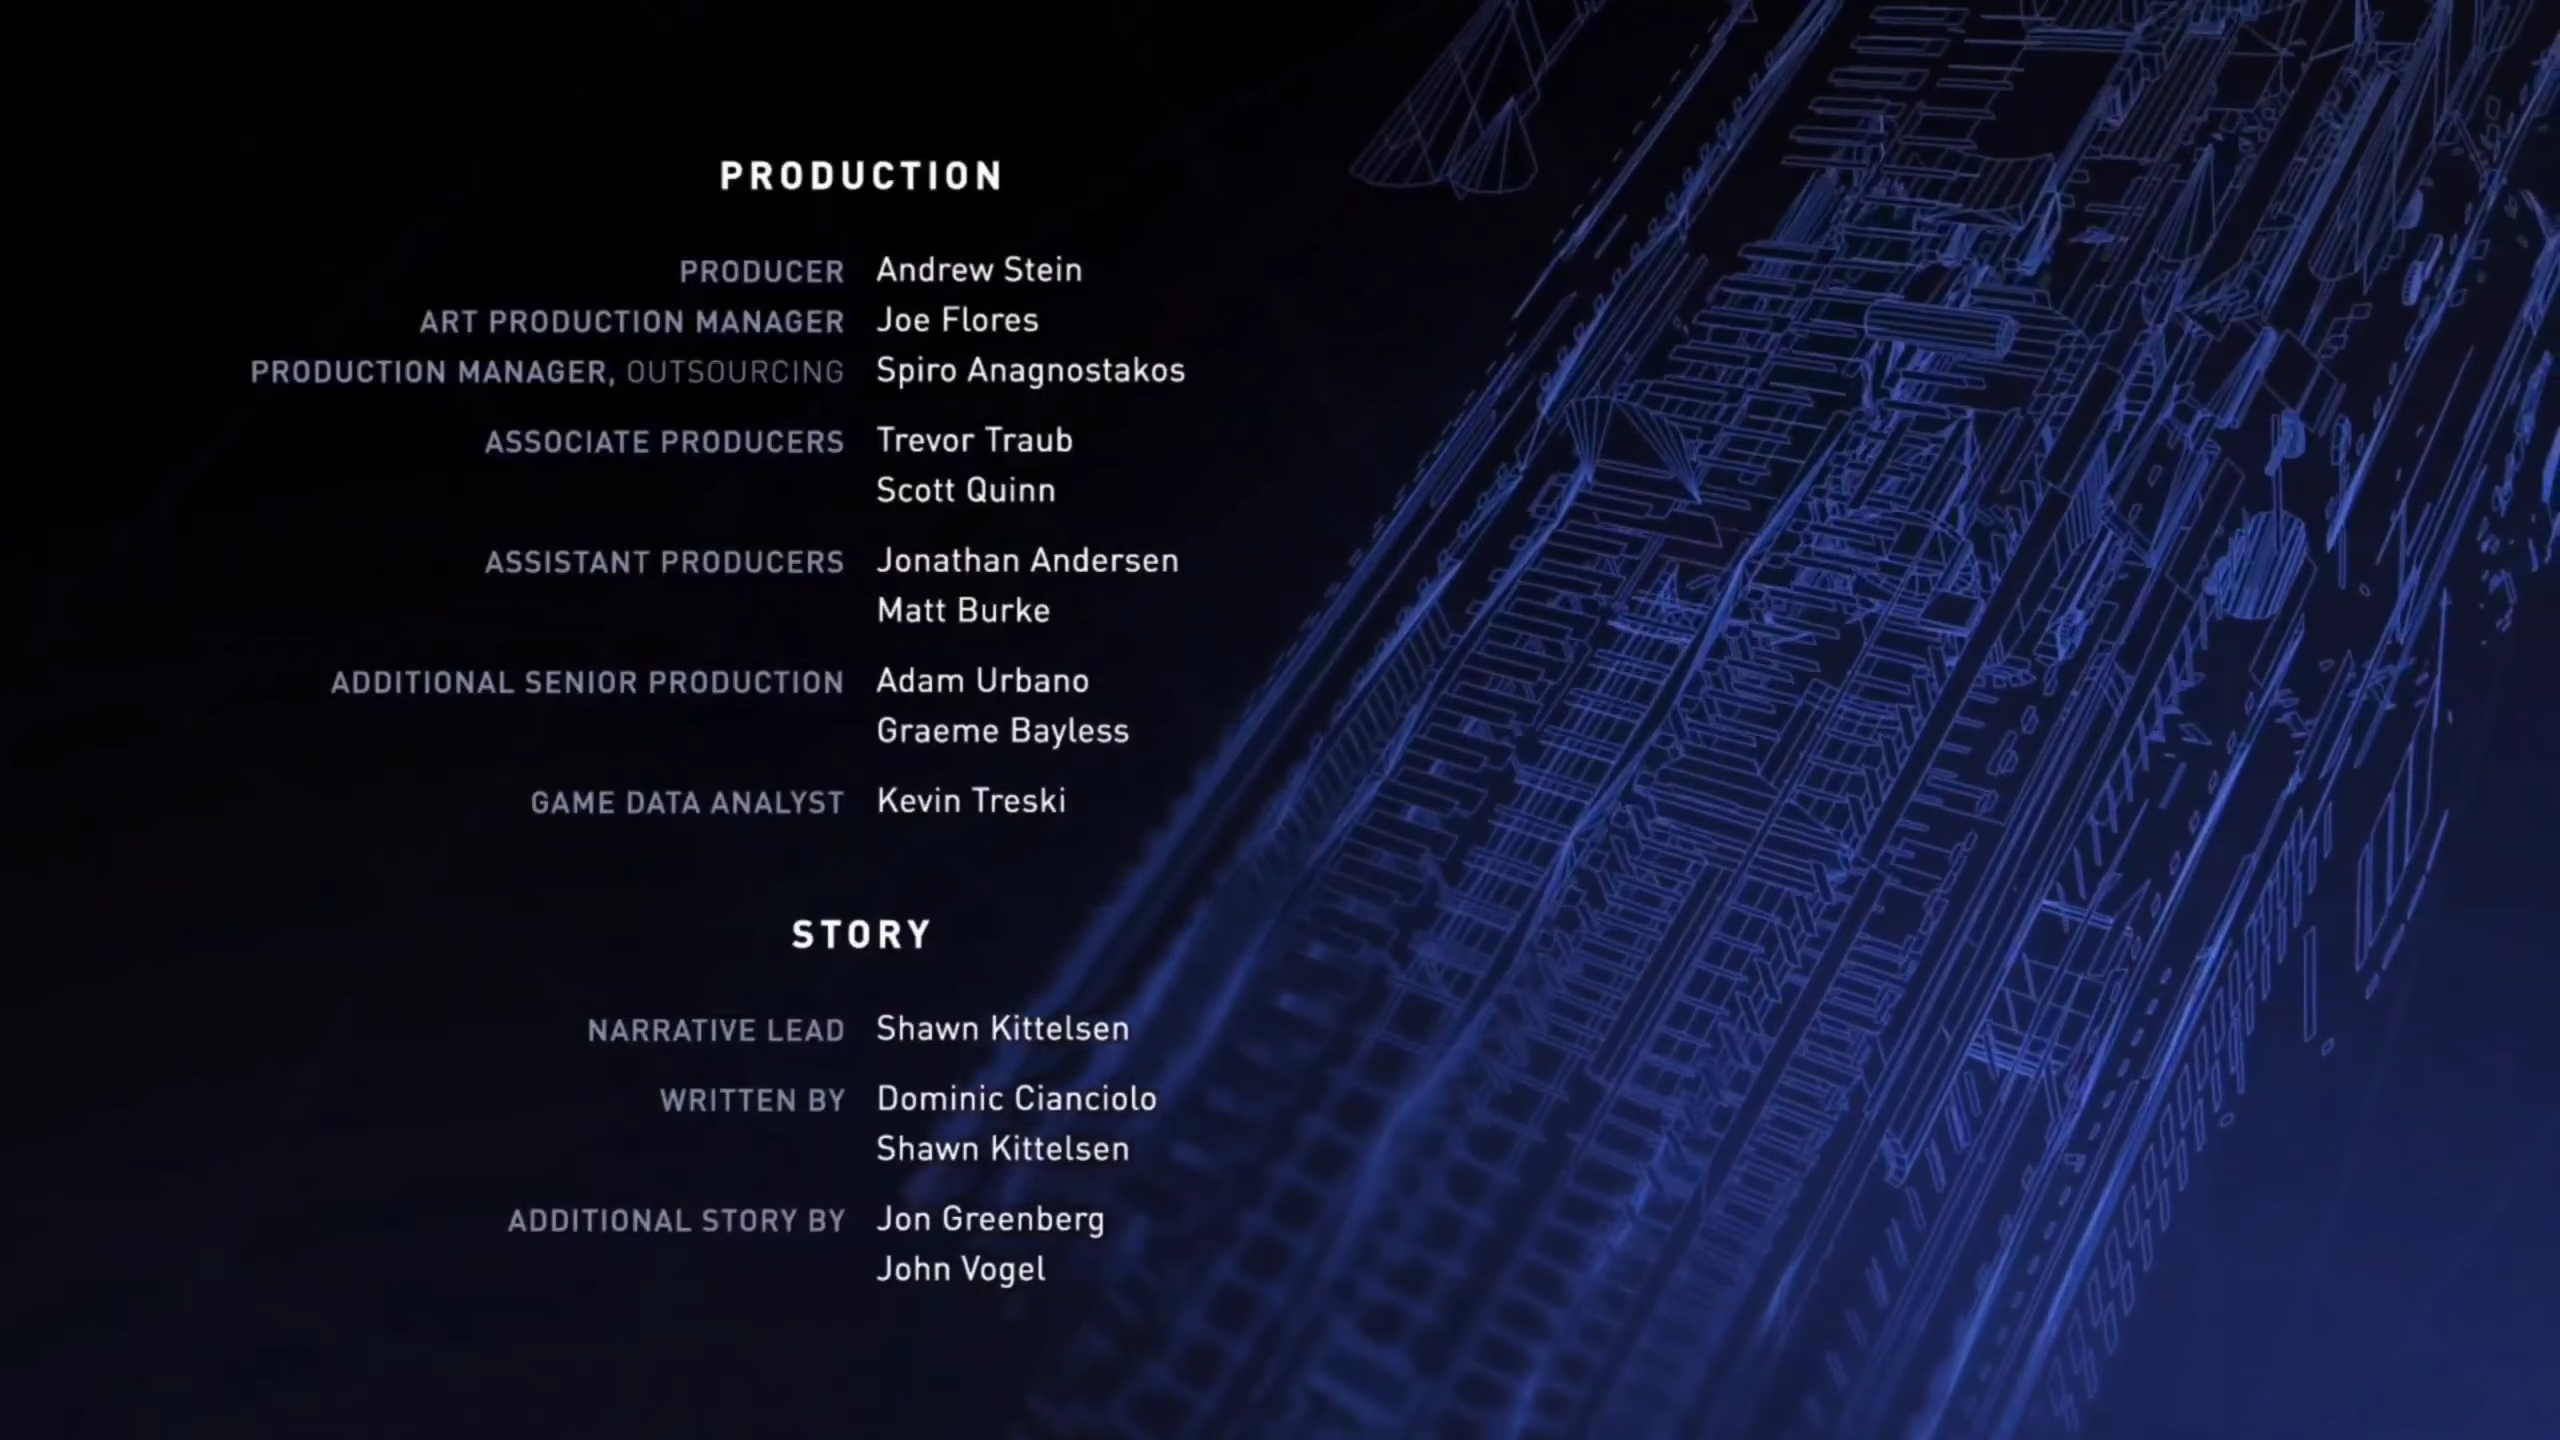 PRODUCTION
PRODUCER Andrew Stein
ART PRODUCTION MANAGER Joe Flores
PRODUCTION MANAGER, OUTSOURCING Spiro Anagnostakos
ASSOCIATE PRODUCERS Trevor Traub
Scott Quinn
ASSISTANT PRODUCERS Jonathan Andersen
Matt Burke
ADDITIONAL SENIOR PRODUCTION Adam Urbano
Graeme Bayless
GAME DATA ANALYST Kevin Treski
STORY
NARRATIVE LEAD Shawn Kittelsen
WRITTEN BY Dominic Cianciolo
Shawn Kittelsen
ADDITIONAL STORY BY Jon Greenberg
John Vogel